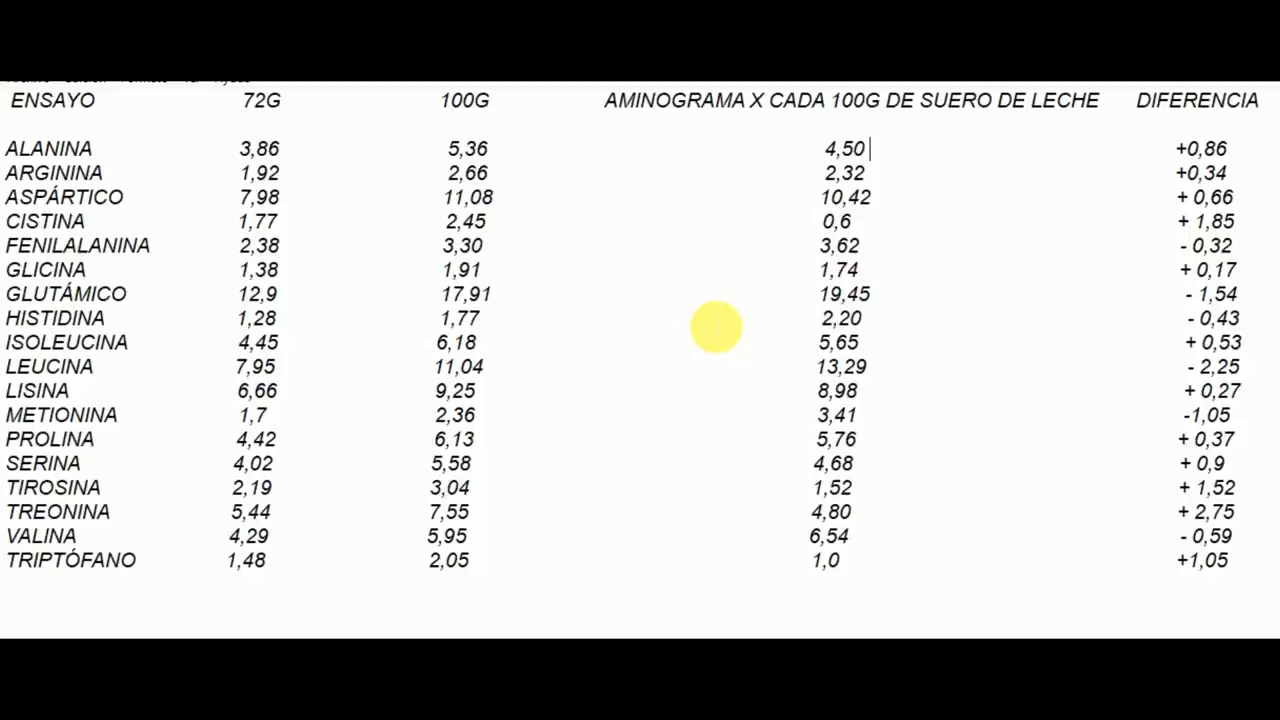 ENSAYO 72G 100G AMINOGRAMA X CADA 100G DE SUERO DE LECHE DIFERENCIA
ALANINA 3,86 5,36 4,50 +0,86
ARGININA 1,92 2,66 2,32 +0,34
ASPÁRTICO 7,98 11,08 10,42 + 0,66
CISTINA 1,77 2,45 0,6 + 1,85
FENILALANINA 2,38 3,30 3,62 - 0,32
GLICINA 1,38 1,91 1,74 + 0,17
GLUTÁMICO 12,9 17,91 19,45 - 1,54
HISTIDINA 1,28 1,77 2,20 - 0,43
ISOLEUCINA 4,45 6,18 5,65 + 0,53
LEUCINA 7,95 11,04 13,29 - 2,25
LISINA 6,66 9,25 8,98 + 0,27
METIONINA 1,7 2,36 3,41 -1,05
PROLINA 4,42 6,13 5,76 + 0,37
SERINA 4,02 5,58 4,68 + 0,9
TIROSINA 2,19 3,04 1,52 + 1,52
TREONINA 5,44 7,55 4,80 + 2,75
VALINA 4,29 5,95 6,54 - 0,59
TRIPTÓFANO 1,48 2,05 1,0 +1,05